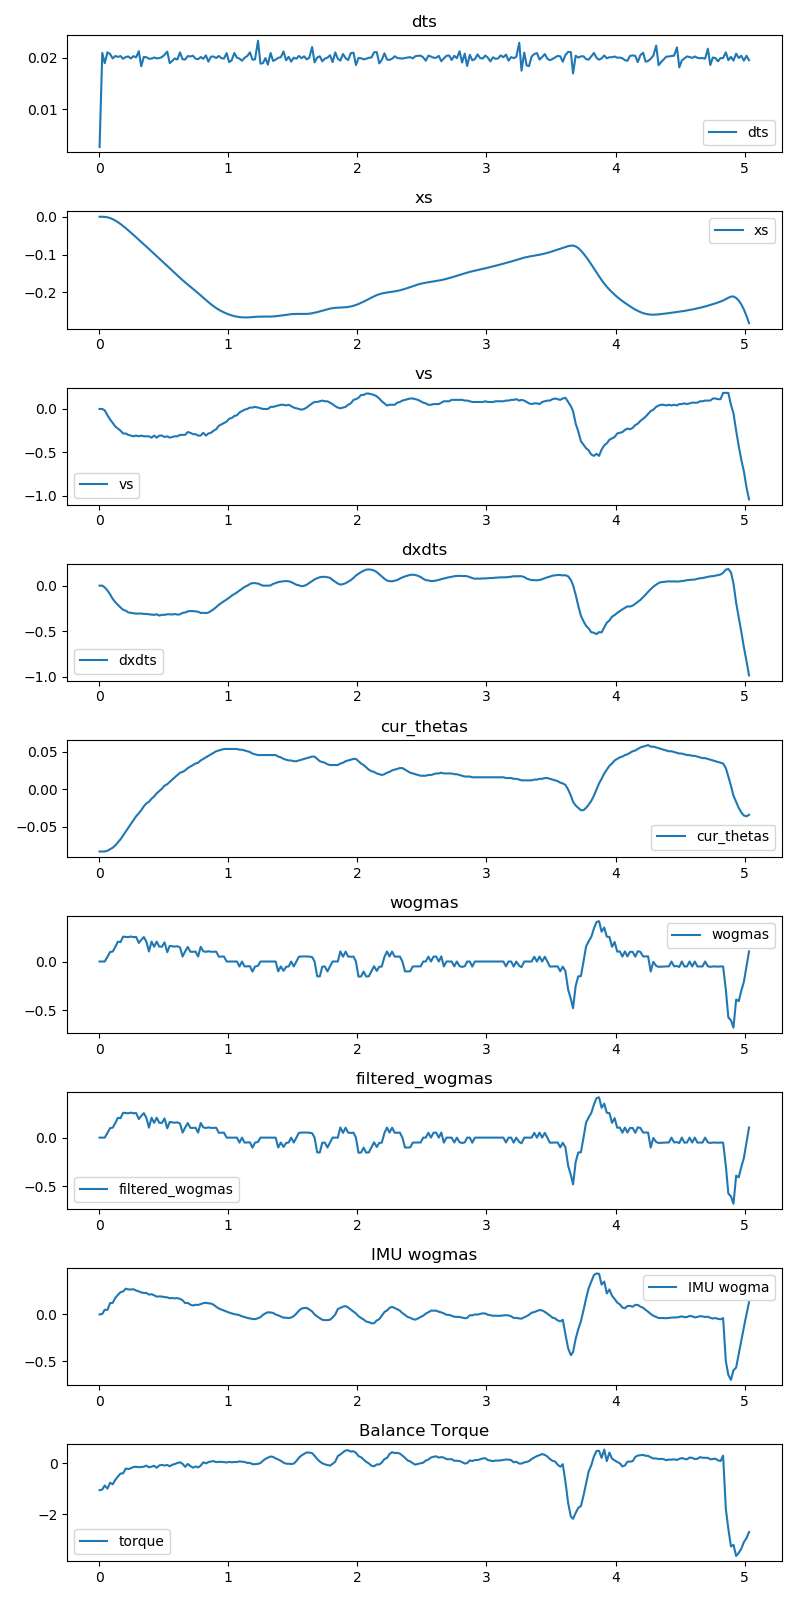 dts
0.02
0.01
dts
0 1 2 3 4 5
xs
0.0
−0.1
−0.2
xs
0 1 2 3 4 5
vs
0.0
−0.5
−1.0
vs
0 1 2 3 4 5
dxdts
0.0
−0.5
−1.0
dxdts
0 1 2 3 4 5
cur_thetas
0.05
0.00
−0.05
cur_thetas
0 1 2 3 4 5
wogmas
0.0
−0.5
wogmas
0 1 2 3 4 5
filtered_wogmas
0.0
−0.5
filtered_wogmas
0 1 2 3 4 5
IMU wogmas
0.0
−0.5
IMU wogma
0 1 2 3 4 5
Balance Torque
0
−2
torque
0 1 2 3 4 5